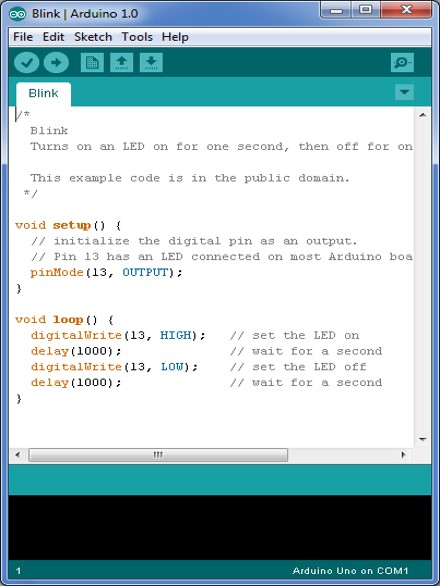 Blink | Arduino 1.0
File Edit Sketch Tools Help
Blink
/*
  Blink
  Turns on an LED on for one second, then off for on

  This example code is in the public domain.
 */

void setup() {
  // initialize the digital pin as an output.
  // Pin 13 has an LED connected on most Arduino boa
  pinMode(13, OUTPUT);
}

void loop() {
  digitalWrite(13, HIGH);   // set the LED on
  delay(1000);              // wait for a second
  digitalWrite(13, LOW);    // set the LED off
  delay(1000);              // wait for a second
}
1 Arduino Uno on COM1